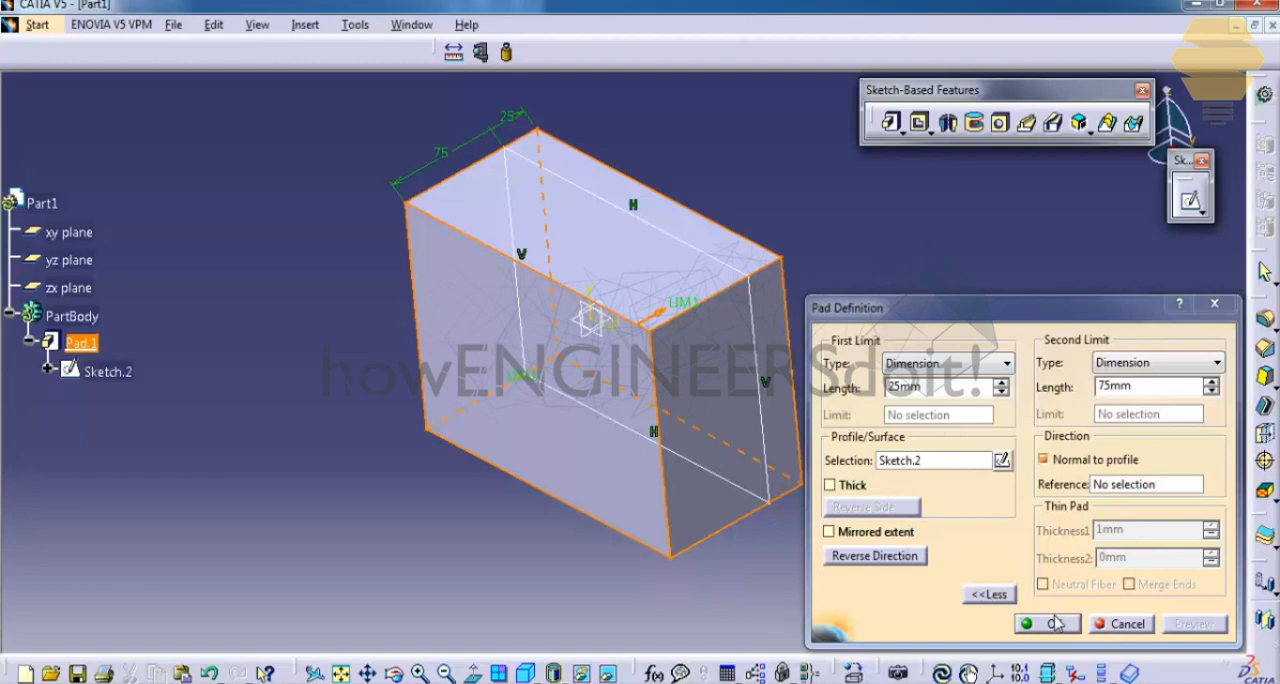 CATIA V5 - [Part1]
Start ENOVIA V5 VPM File Edit View Insert Tools Window Help
Sketch-Based Features
Sk...
25
75
H
V
LIM1
V
H
Part1
xy plane
yz plane
zx plane
PartBody
Pad.1
Sketch.2
howENGINEERSdoit!
Pad Definition
First Limit
Type: Dimension
Length: 25mm
Limit: No selection
Profile/Surface
Selection: Sketch.2
Thick
Reverse Side
Mirrored extent
Reverse Direction
<<Less
Second Limit
Type: Dimension
Length: 75mm
Limit: No selection
Direction
Normal to profile
Reference: No selection
Thin Pad
Thickness1 1mm
Thickness2: 0mm
Neutral Fiber Merge Ends
Cancel Preview
CATIA